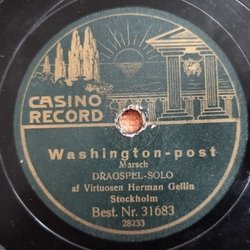 CASINO
RECORD
Washington-post
Marsch
DRAGSPEL-SOLO
af Virtuosen Herman Gellin
Stockholm
Best. Nr. 31683
28233